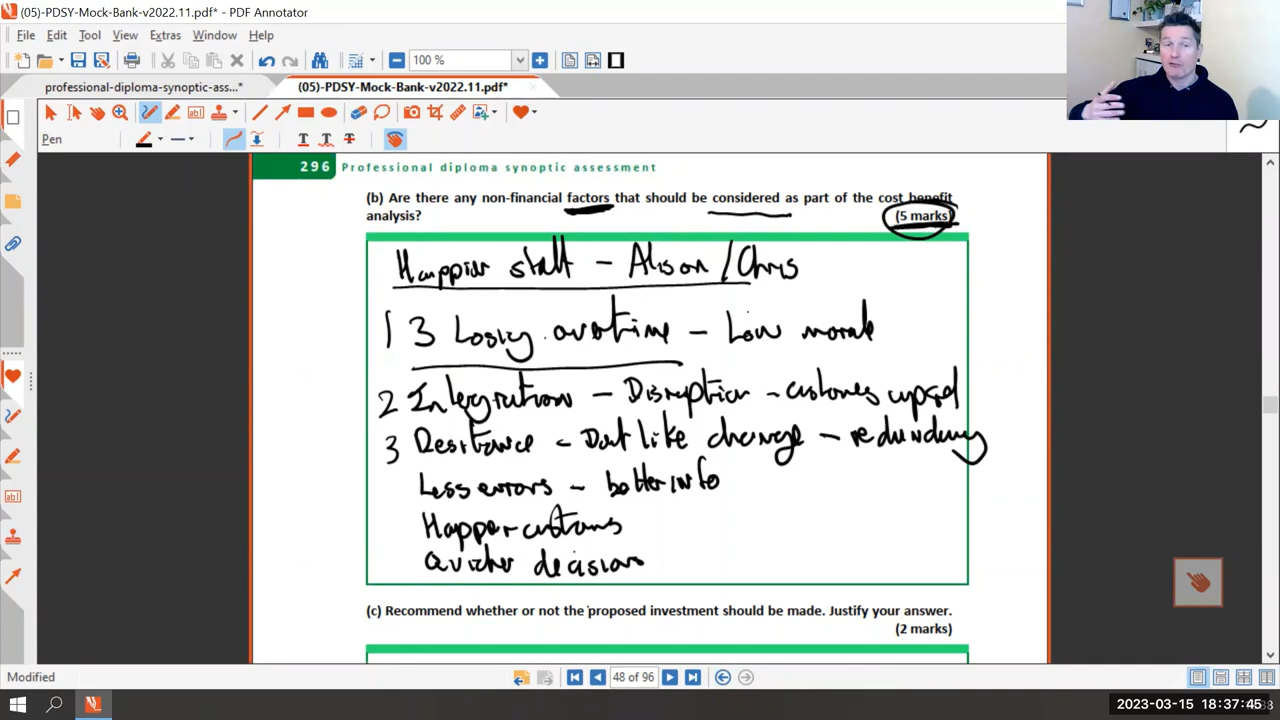 (05)-PDSY-Mock-Bank-v2022.11.pdf* - PDF Annotator
File Edit Tool View Extras Window Help
100 %
professional-diploma-synoptic-ass...*
(05)-PDSY-Mock-Bank-v2022.11.pdf*
Pen
296 Professional diploma synoptic assessment
(b) Are there any non-financial factors that should be considered as part of the cost benefit
analysis?
(5 marks)
Happier staff - Alison / Chris
1 3 Losing overtime - Low morale
2 Integration - Disruption - customers upset
3 Resitance - Dont like change - redundancy
Less errors - better info
Happer customs
Quicker decisions
(c) Recommend whether or not the proposed investment should be made. Justify your answer.
(2 marks)
Modified
48 of 96
2023-03-15 18:37:45